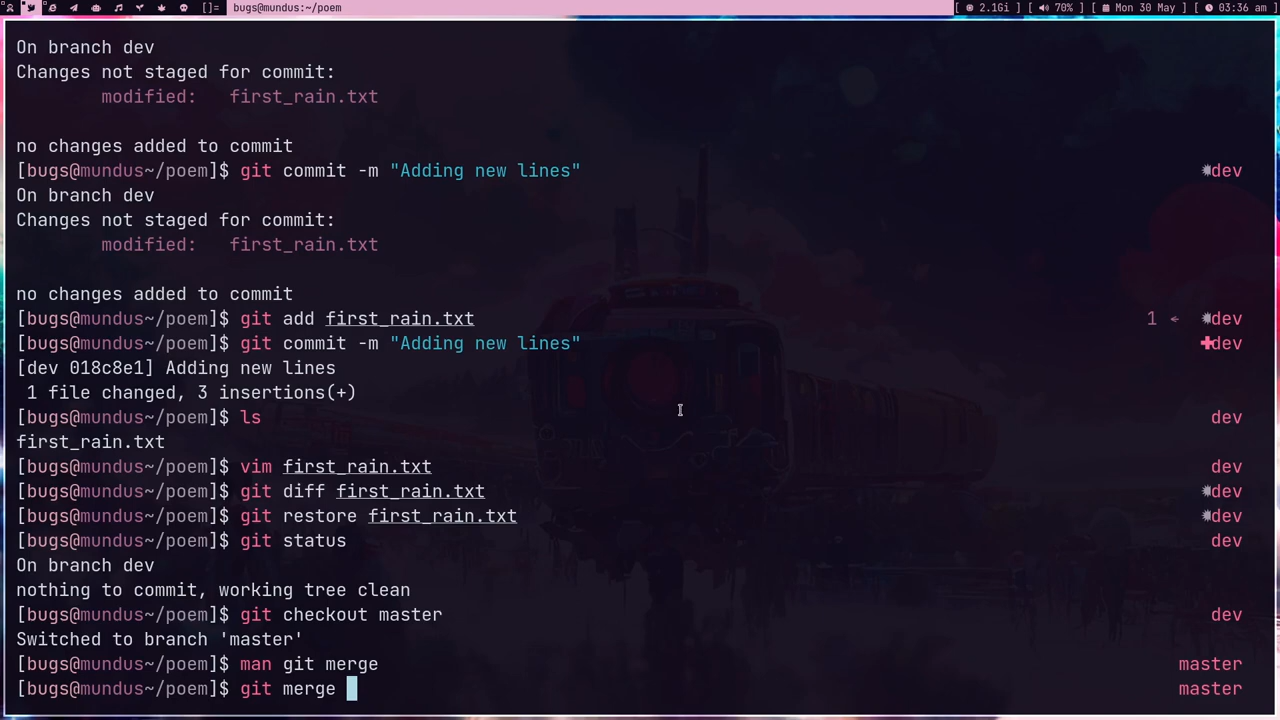 []= bugs@mundus:~/poem [ 2.1Gi ] [ 70% ] [ Mon 30 May ] [ 03:36 am ]
On branch dev
Changes not staged for commit:
modified: first_rain.txt
no changes added to commit
[bugs@mundus~/poem]$ git commit -m "Adding new lines" dev
On branch dev
Changes not staged for commit:
modified: first_rain.txt
no changes added to commit
[bugs@mundus~/poem]$ git add first_rain.txt 1 ← dev
[bugs@mundus~/poem]$ git commit -m "Adding new lines" dev
[dev 018c8e1] Adding new lines
1 file changed, 3 insertions(+)
[bugs@mundus~/poem]$ ls dev
first_rain.txt
[bugs@mundus~/poem]$ vim first_rain.txt dev
[bugs@mundus~/poem]$ git diff first_rain.txt dev
[bugs@mundus~/poem]$ git restore first_rain.txt dev
[bugs@mundus~/poem]$ git status dev
On branch dev
nothing to commit, working tree clean
[bugs@mundus~/poem]$ git checkout master dev
Switched to branch 'master'
[bugs@mundus~/poem]$ man git merge master
[bugs@mundus~/poem]$ git merge master